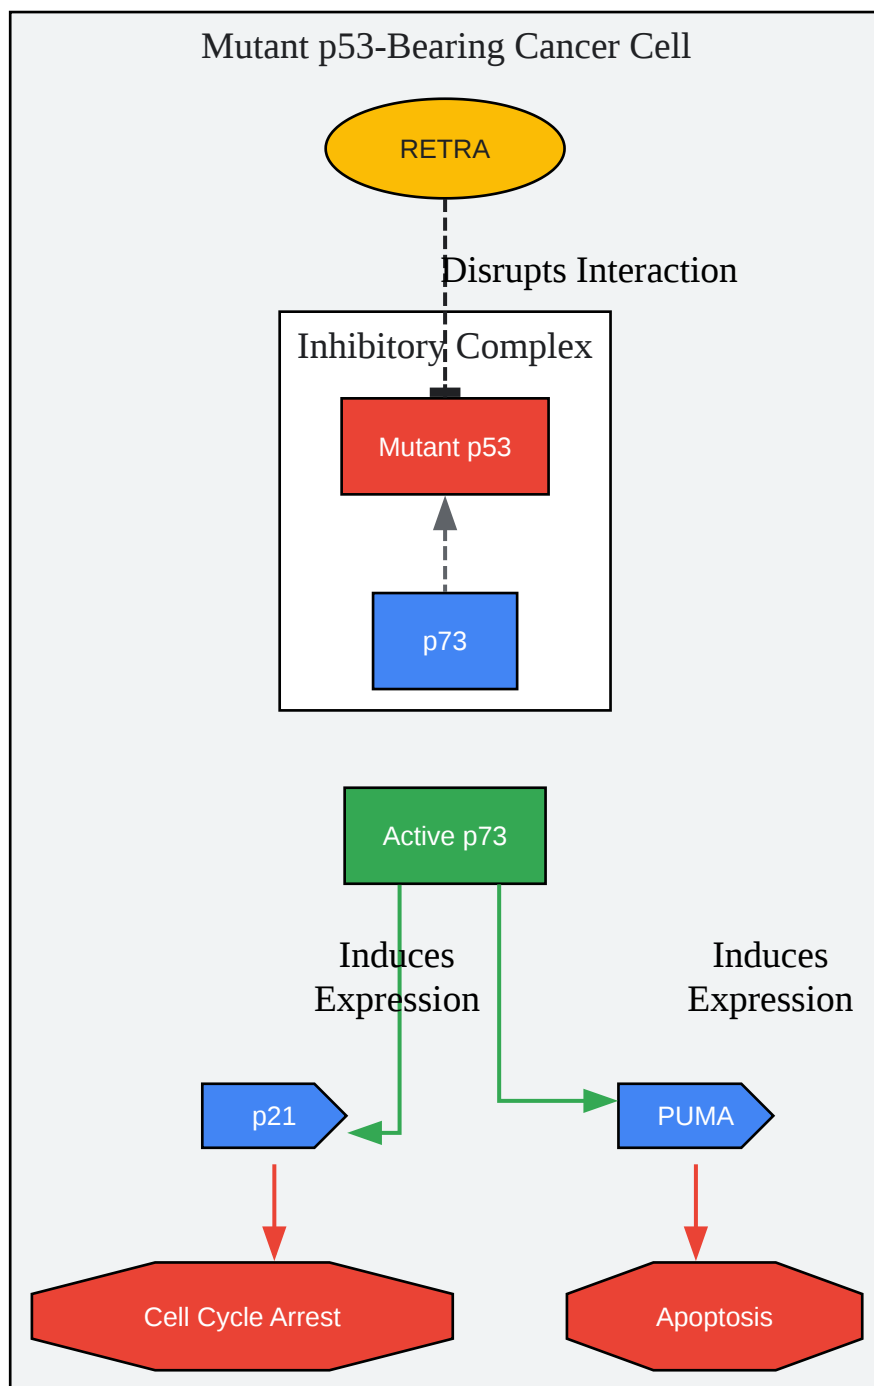 Mutant p53-Bearing Cancer Cell
RETRA
Disrupts Interaction
Inhibitory Complex
Mutant p53
p73
Active p73
Induces
Expression
Induces
Expression
p21
PUMA
Cell Cycle Arrest
Apoptosis